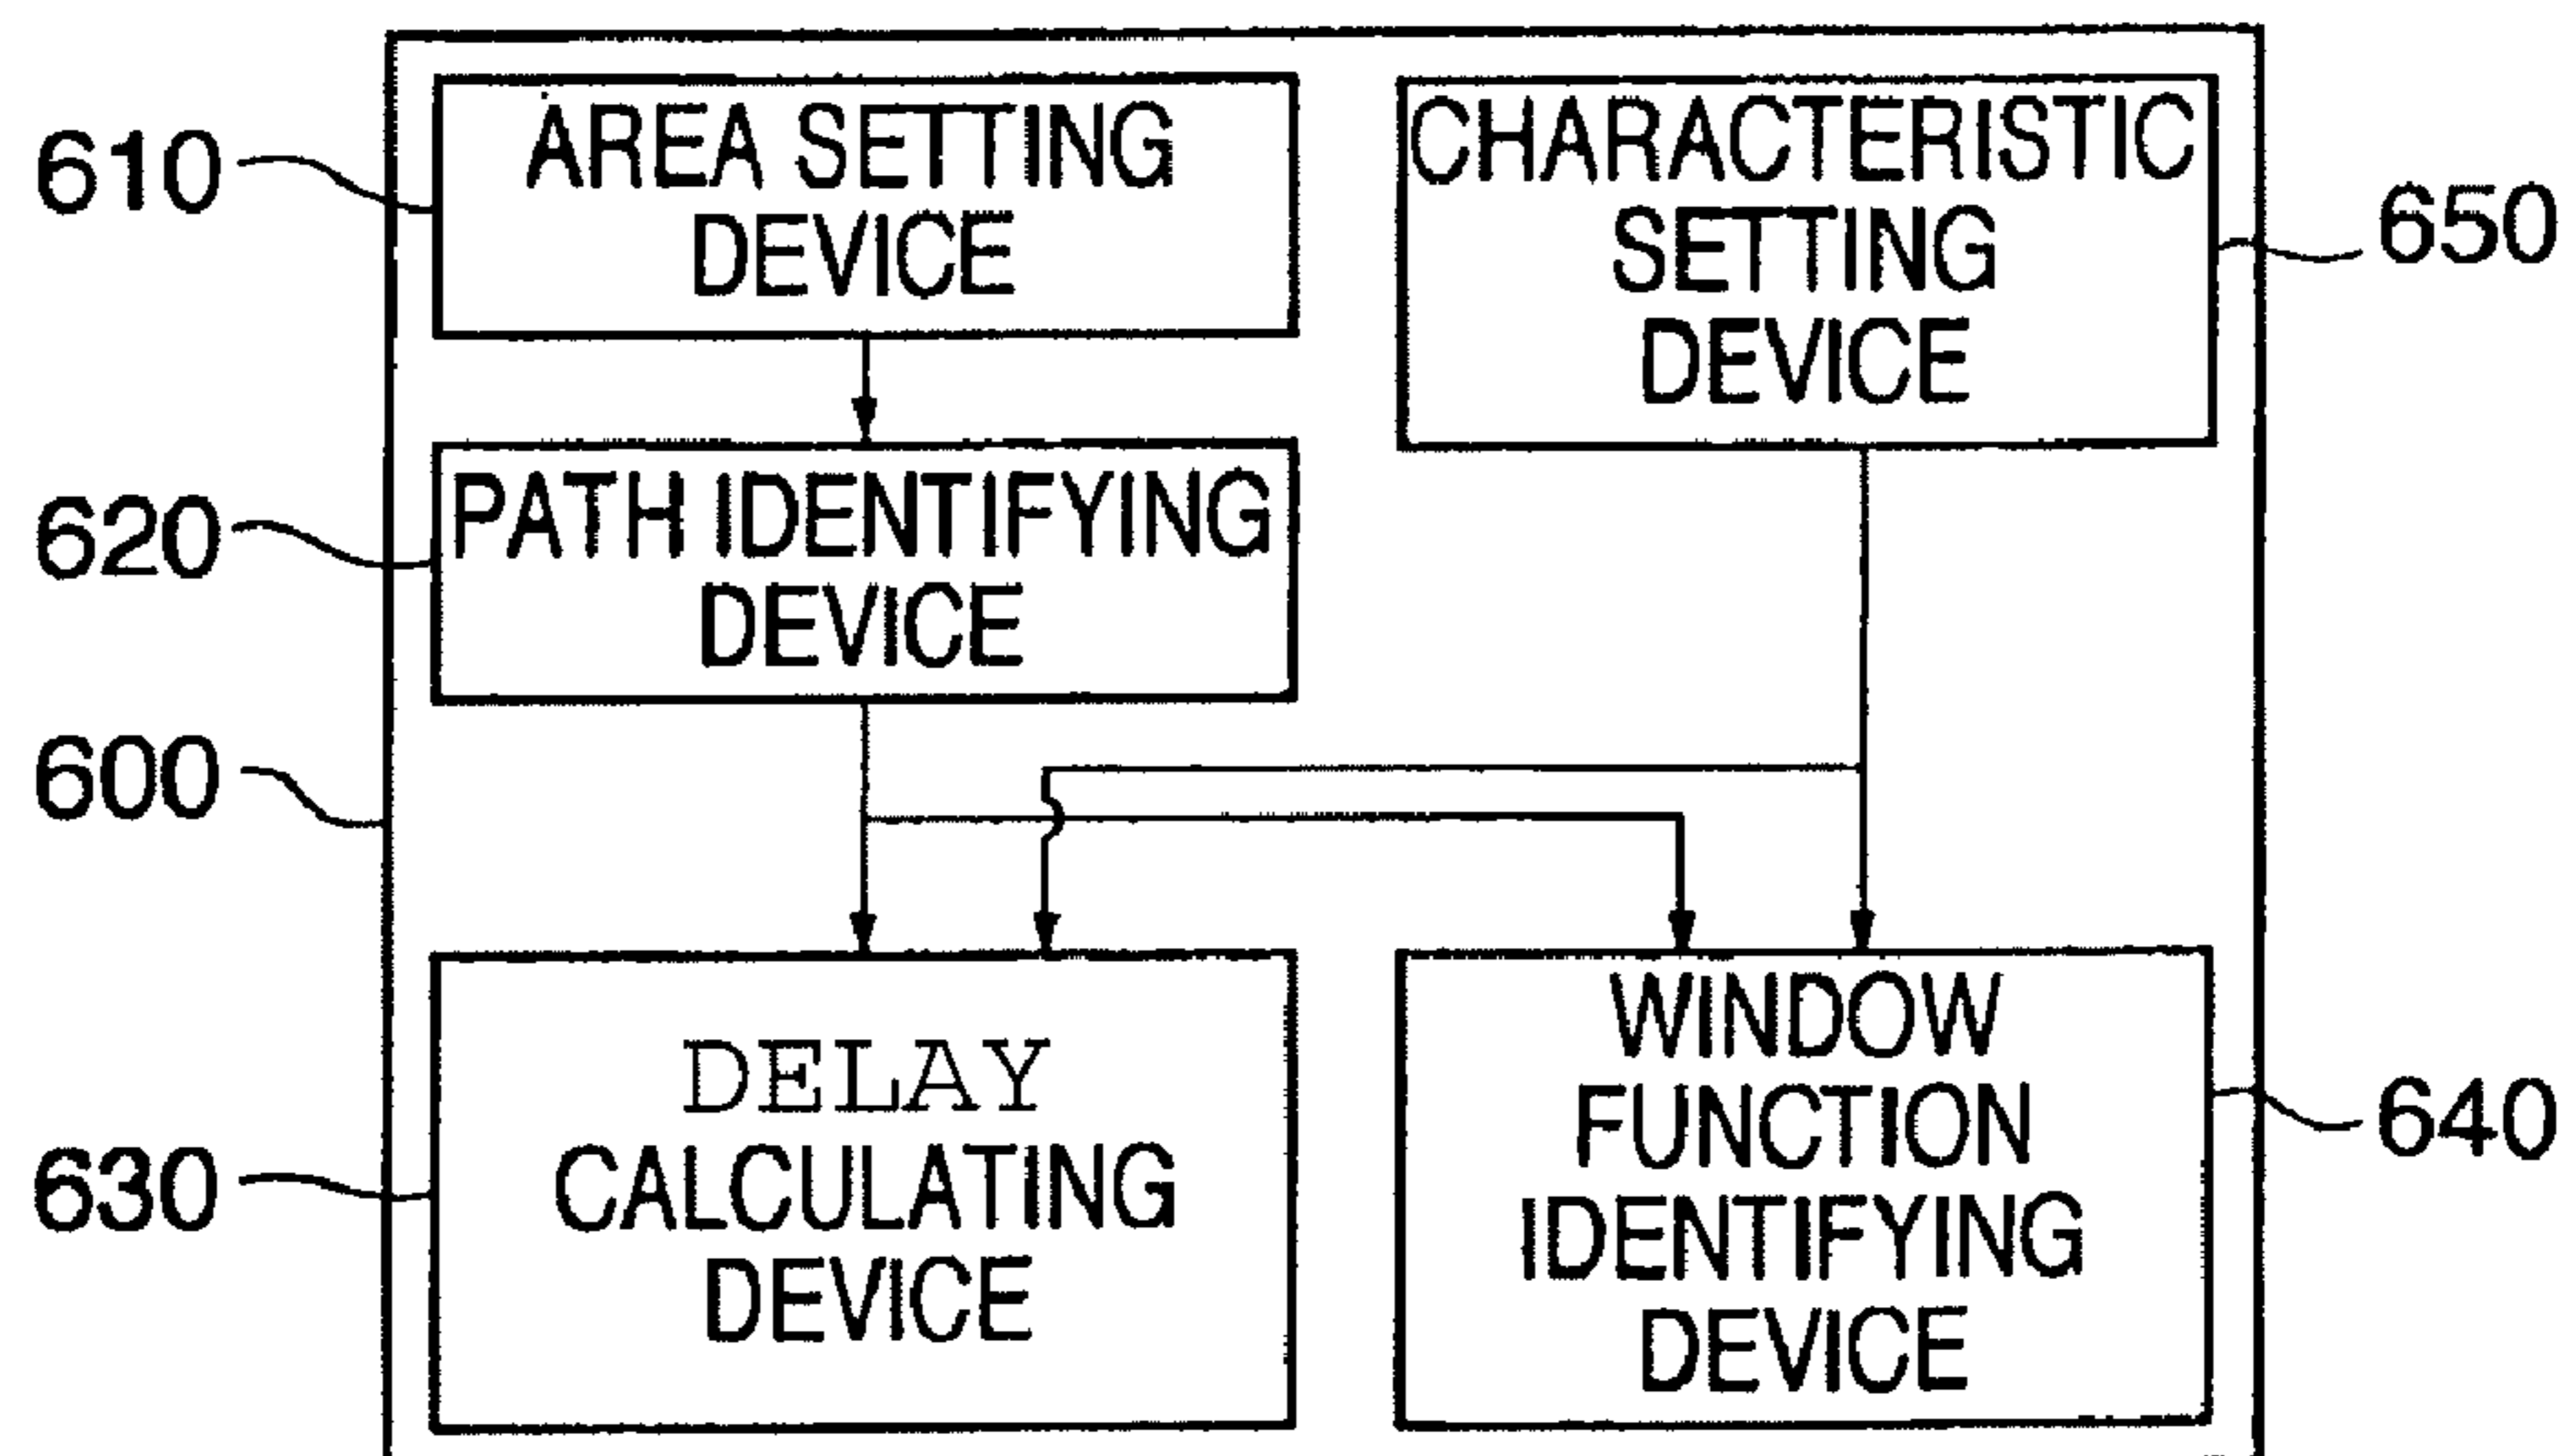 610
AREA SETTING
DEVICE
CHARACTERISTIC
SETTING
DEVICE
650
620
PATH IDENTIFYING
DEVICE
600
630
DELAY
CALCULATING
DEVICE
WINDOW
FUNCTION
IDENTIFYING
DEVICE
640